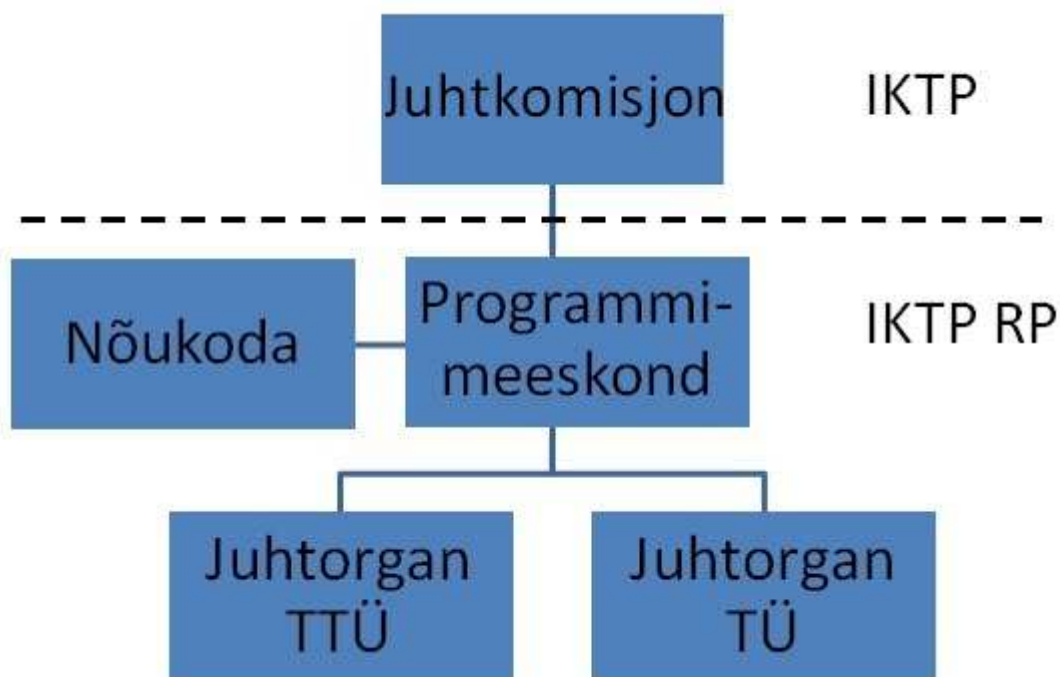 Juhtkomisjon
IKTP
Nõukoda
Programmi-
meeskond
IKTP RP
Juhtorgan
TTÜ
Juhtorgan
TÜ